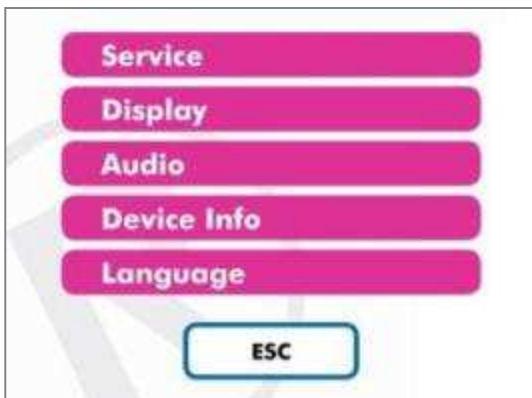 Service
Display
Audio
Device Info
Language
ESC